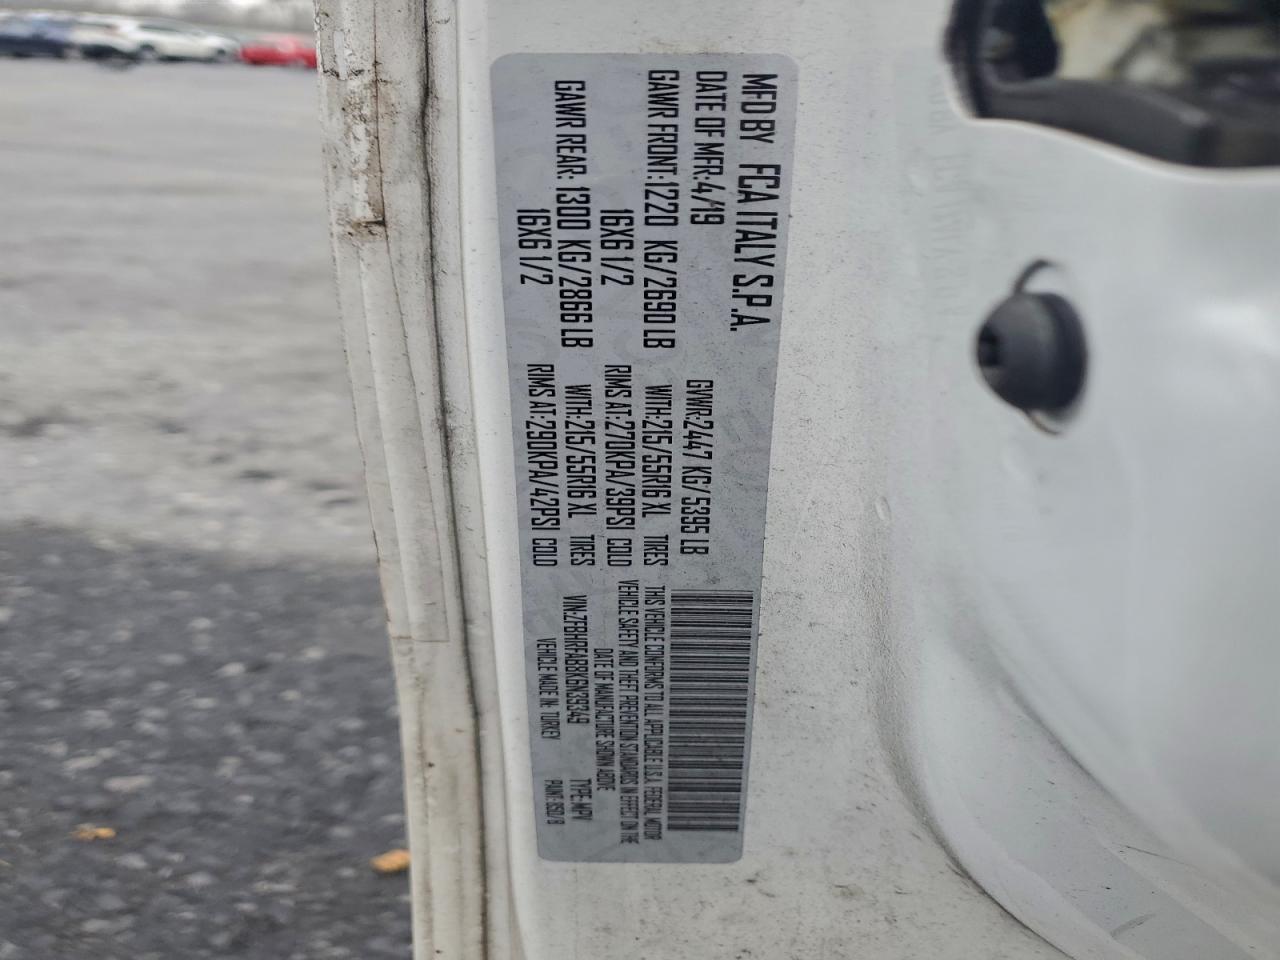 MFD BY FCA ITALY S.P.A.
DATE OF MFR:4/19 GVWR:2447 KG/ 5395 LB
GAWR FRONT:1220 KG/2690 LB WITH:215/55R16 XL TIRES
16X6 1/2 RIMS AT:270KPA/39PSI COLD
GAWR REAR: 1300 KG/2866 LB WITH:215/55R16 XL TIRES
16X6 1/2 RIMS AT:290KPA/42PSI COLD
THIS VEHICLE CONFORMS TO ALL APPLICABLE U.S.A. FEDERAL MOTOR
VEHICLE SAFETY AND THEFT PREVENTION STANDARDS IN EFFECT ON THE
DATE OF MANUFACTURE SHOWN ABOVE
VIN:ZFBHRFAB8K6N39349 TYPE:MPV
VEHICLE MADE IN: TURKEY PAINT: